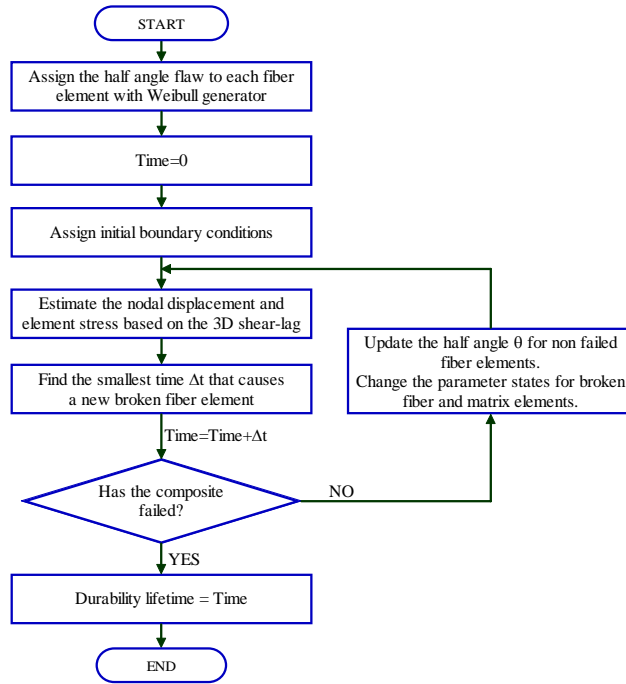 START
Assign the half angle flaw to each fiber
element with Weibull generator
Time=0
Assign initial boundary conditions
Estimate the nodal displacement and
element stress based on the 3D shear-lag
Find the smallest time Δt that causes
a new broken fiber element
Time=Time+Δt
Has the composite
failed?
NO
Update the half angle θ for non failed
fiber elements.
Change the parameter states for broken
fiber and matrix elements.
YES
Durability lifetime = Time
END